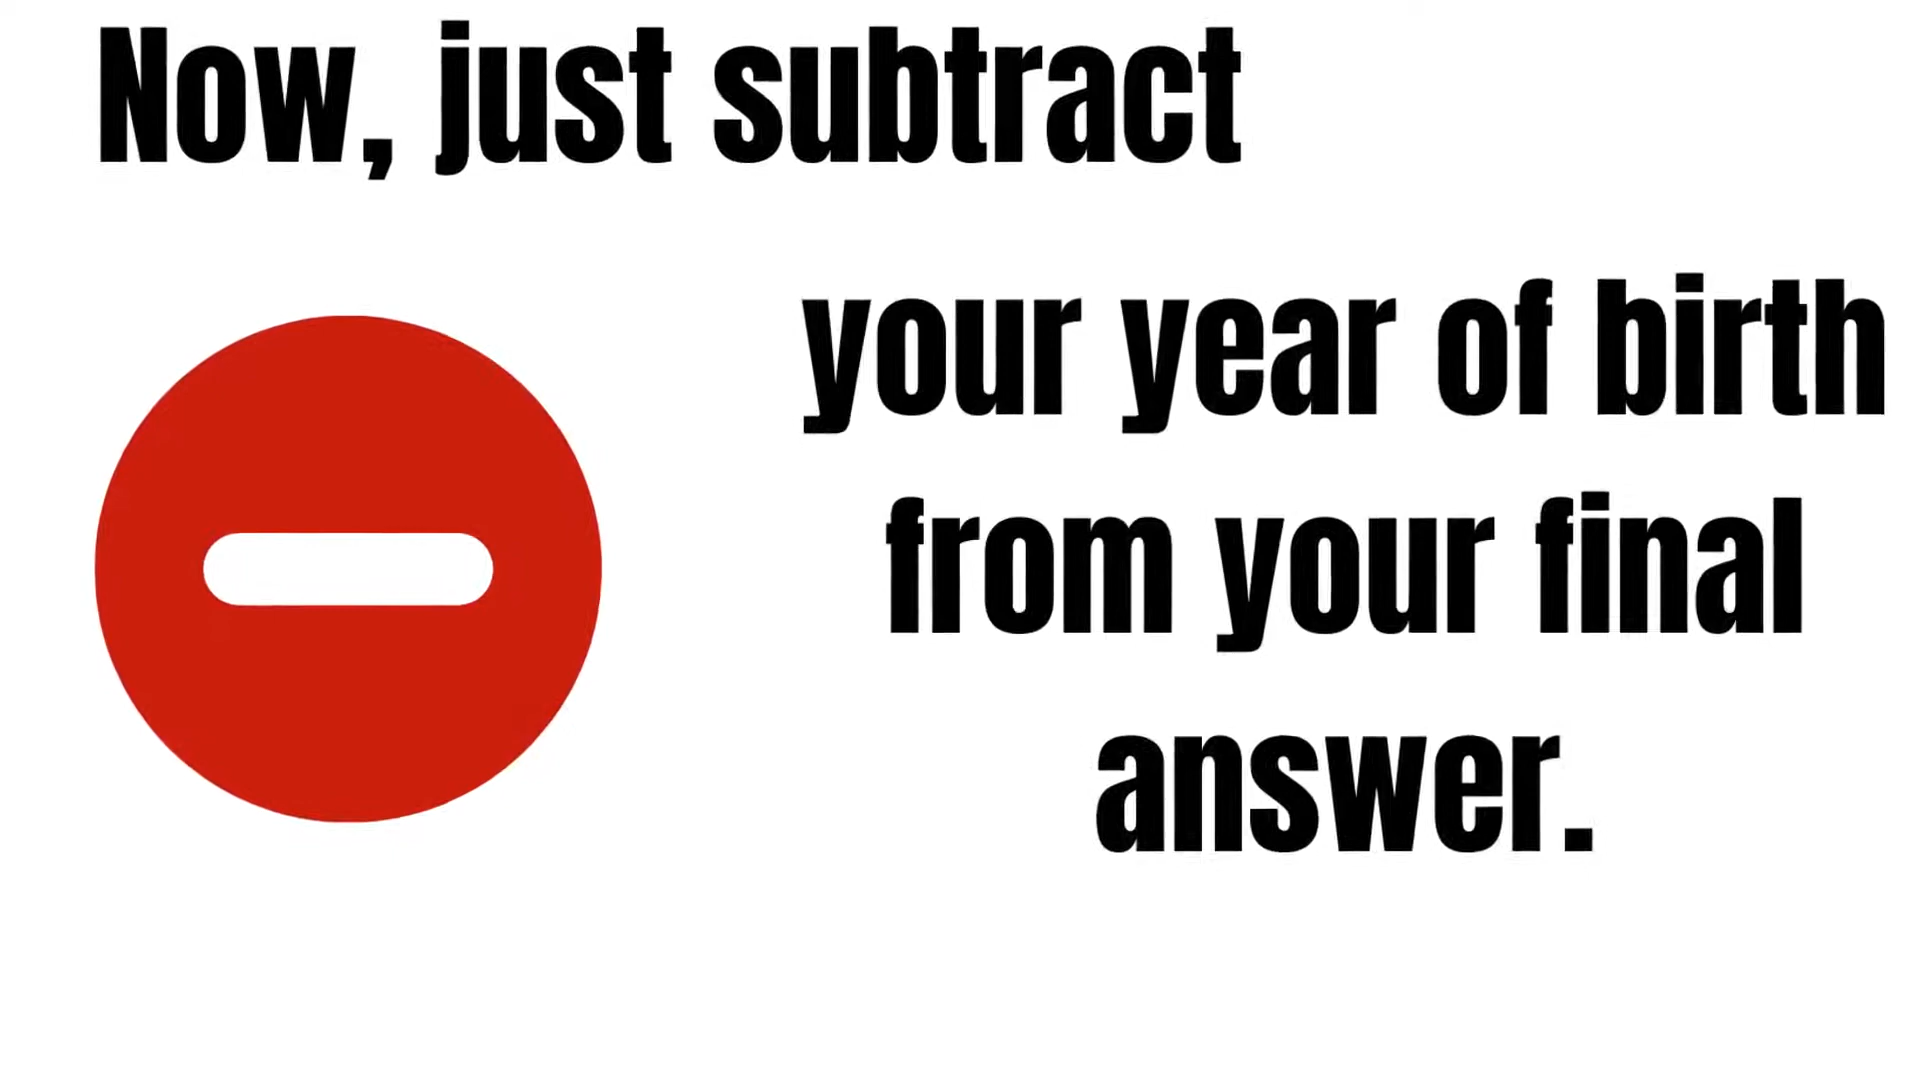 Now, just subtract
your year of birth
from your final
answer.